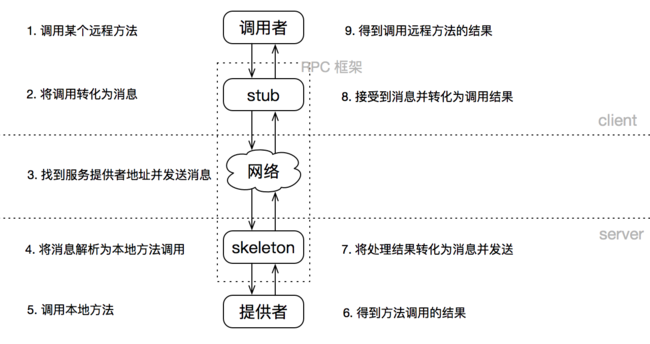 1. 调用某个远程方法
调用者
9. 得到调用远程方法的结果
RPC 框架
2. 将调用转化为消息
stub
8. 接受到消息并转化为调用结果
client
3. 找到服务提供者地址并发送消息
网络
server
4. 将消息解析为本地方法调用
skeleton
7. 将处理结果转化为消息并发送
5. 调用本地方法
提供者
6. 得到方法调用的结果